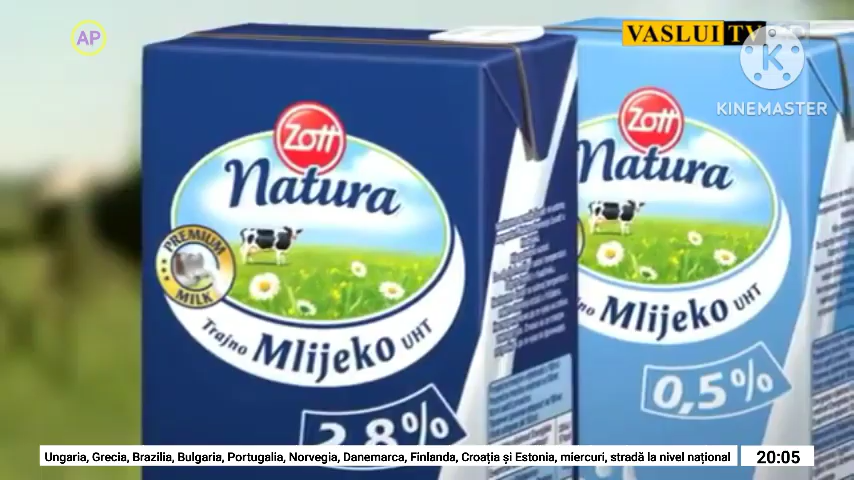 AP
VASLUI TV
KINEMASTER
Zott
Natura
PREMIUM
MILK
Trajno Mlijeko UHT
2,8%
Zott
Natura
Mlijeko UHT
0,5%
Ungaria, Grecia, Brazilia, Bulgaria, Portugalia, Norvegia, Danemarca, Finlanda, Croația și Estonia, miercuri, stradă la nivel național
20:05